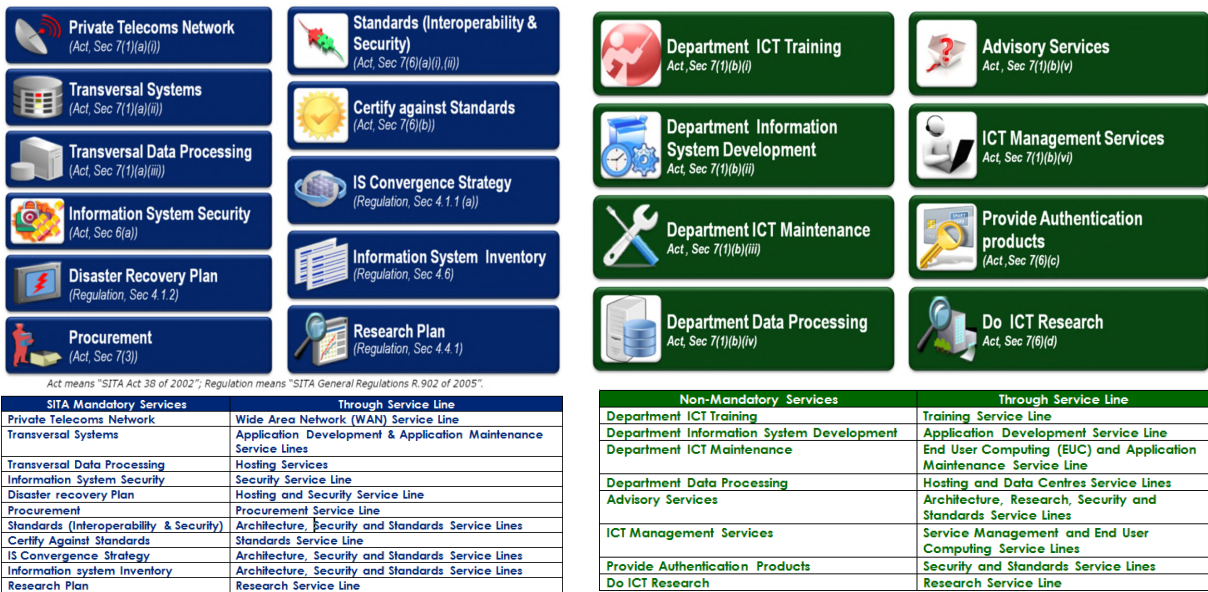 Private Telecoms Network
(Act, Sec 7(1)(a)(i))
Transversal Systems
(Act, Sec 7(1)(a)(ii))
Transversal Data Processing
(Act, Sec 7(1)(a)(iii))
Information System Security
(Act, Sec 6(a))
Disaster Recovery Plan
(Regulation, Sec 4.1.2)
Procurement
(Act, Sec 7(3))
Standards (Interoperability &
Security)
(Act, Sec 7(6)(a)(i),(ii))
Certify against Standards
(Act, Sec 7(6)(b))
IS Convergence Strategy
(Regulation, Sec 4.1.1 (a))
Information System Inventory
(Regulation, Sec 4.6)
Research Plan
(Regulation, Sec 4.4.1)
Act means “SITA Act 38 of 2002”; Regulation means “SITA General Regulations R.902 of 2005”.
SITA Mandatory Services Through Service Line
Private Telecoms Network Wide Area Network (WAN) Service Line
Transversal Systems Application Development & Application Maintenance
Service Lines
Transversal Data Processing Hosting Services
Information System Security Security Service Line
Disaster recovery Plan Hosting and Security Service Line
Procurement Procurement Service Line
Standards (Interoperability & Security) Architecture, Security and Standards Service Lines
Certify Against Standards Standards Service Line
IS Convergence Strategy Architecture, Security and Standards Service Lines
Information system Inventory Architecture, Security and Standards Service Lines
Research Plan Research Service Line
Department ICT Training
Act ,Sec 7(1)(b)(i)
Department Information
System Development
Act, Sec 7(1)(b)(ii)
Department ICT Maintenance
Act , Sec 7(1)(b)(iii)
Department Data Processing
Act, Sec 7(1)(b)(iv)
Advisory Services
Act , Sec 7(1)(b)(v)
ICT Management Services
Act, Sec 7(1)(b)(vi)
Provide Authentication
products
(Act ,Sec 7(6)(c)
Do ICT Research
Act, Sec 7(6)(d)
Non-Mandatory Services Through Service Line
Department ICT Training Training Service Line
Department Information System Development Application Development Service Line
Department ICT Maintenance End User Computing (EUC) and Application
Maintenance Service Line
Department Data Processing Hosting and Data Centres Service Lines
Advisory Services Architecture, Research, Security and
Standards Service Lines
ICT Management Services Service Management and End User
Computing Service Lines
Provide Authentication Products Security and Standards Service Lines
Do ICT Research Research Service Line